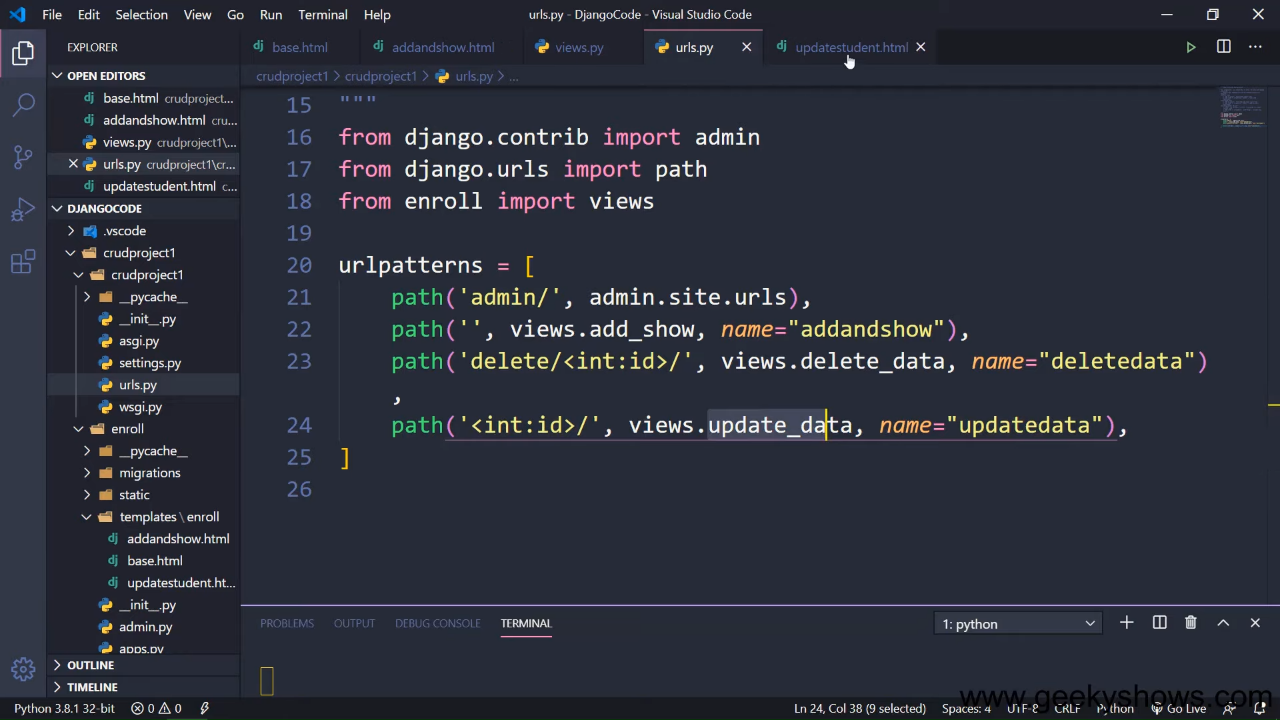 File Edit Selection View Go Run Terminal Help urls.py - DjangoCode - Visual Studio Code
EXPLORER
OPEN EDITORS
base.html crudproject...
addandshow.html cru...
views.py crudproject1\...
urls.py crudproject1\cr...
updatestudent.html c...
DJANGOCODE
.vscode
crudproject1
crudproject1
__pycache__
__init__.py
asgi.py
settings.py
urls.py
wsgi.py
enroll
__pycache__
migrations
static
templates\enroll
addandshow.html
base.html
updatestudent.ht...
__init__.py
admin.py
apps.py
OUTLINE
TIMELINE
base.html addandshow.html views.py urls.py updatestudent.html
crudproject1 > crudproject1 > urls.py > ...
15 """
16 from django.contrib import admin
17 from django.urls import path
18 from enroll import views
19
20 urlpatterns = [
21 path('admin/', admin.site.urls),
22 path('', views.add_show, name="addandshow"),
23 path('delete/<int:id>/', views.delete_data, name="deletedata")
,
24 path('<int:id>/', views.update_data, name="updatedata"),
25 ]
26
PROBLEMS OUTPUT DEBUG CONSOLE TERMINAL 1: python
www.geekyshows.com
Python 3.8.1 32-bit 0 0 Ln 24, Col 38 (9 selected) Spaces: 4 UTF-8 CRLF Python Go Live